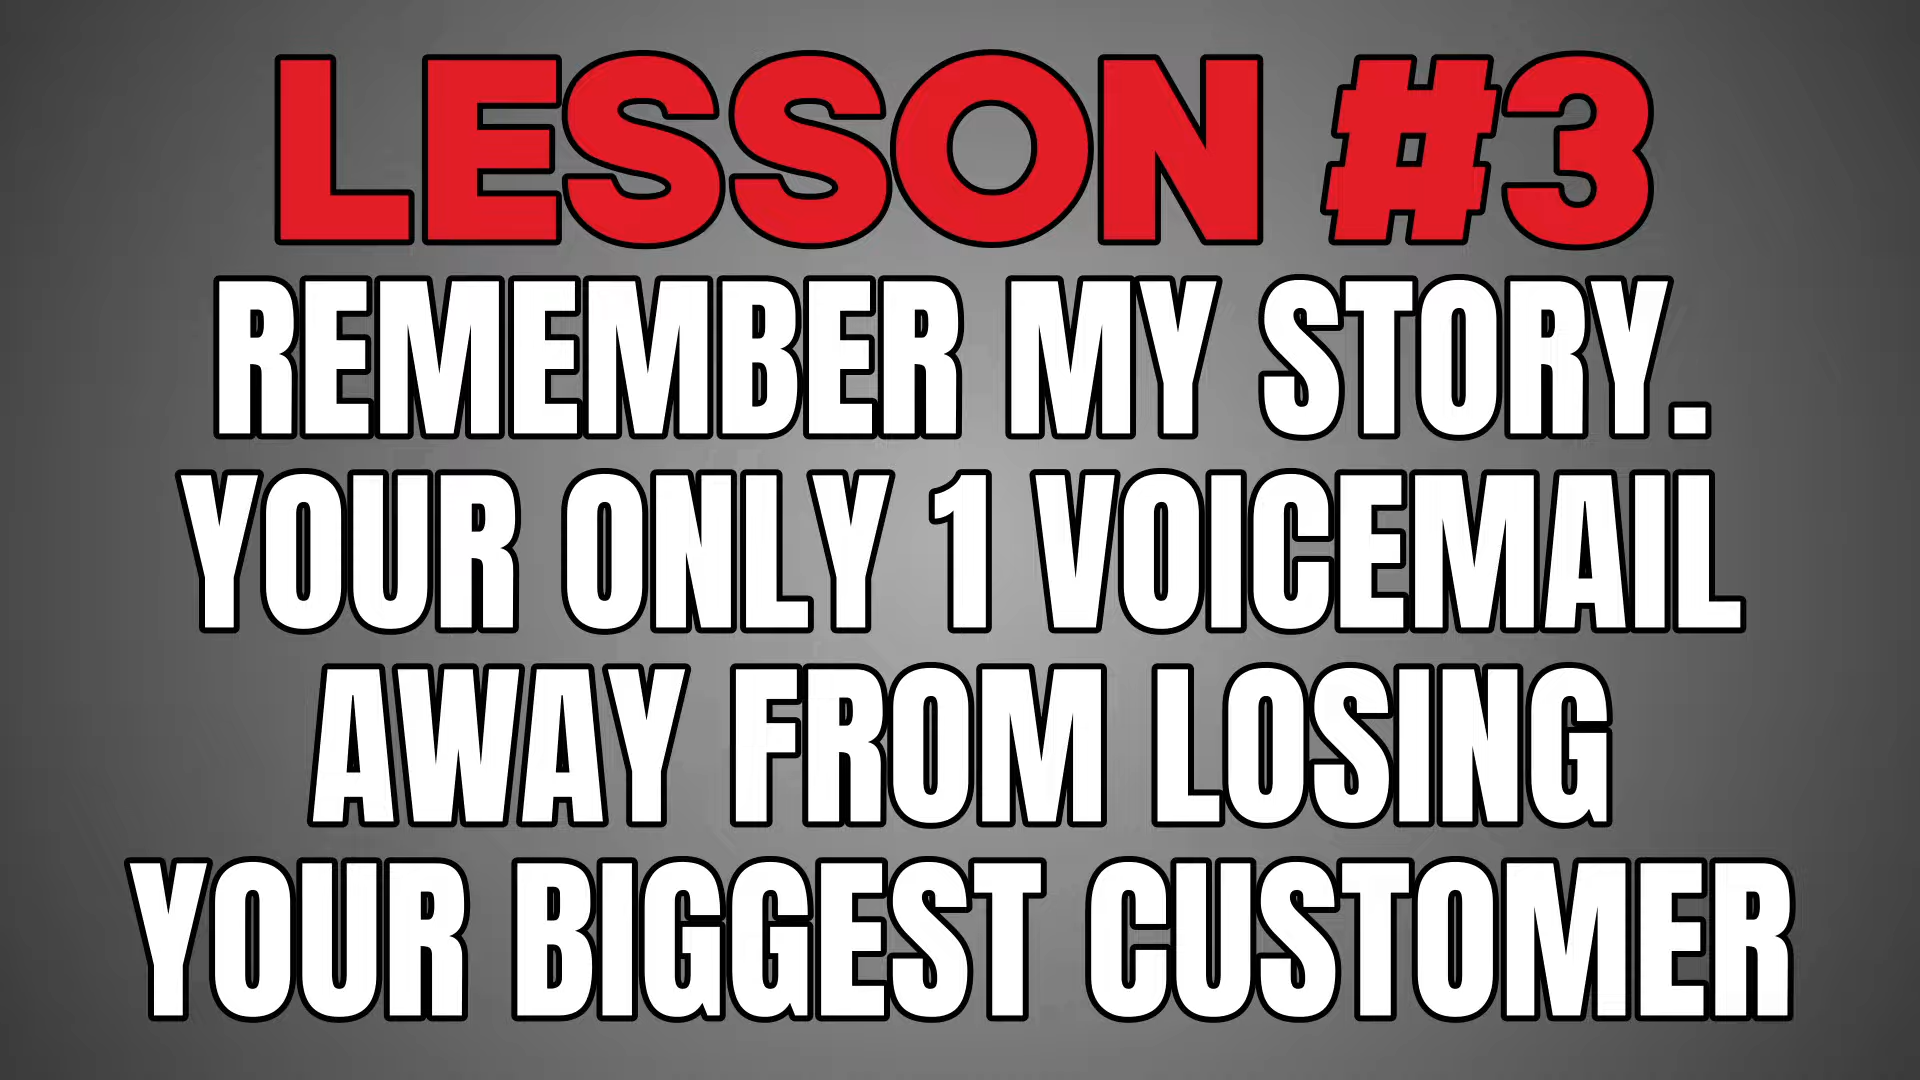 LESSON #3
REMEMBER MY STORY.
YOUR ONLY 1 VOICEMAIL
AWAY FROM LOSING
YOUR BIGGEST CUSTOMER